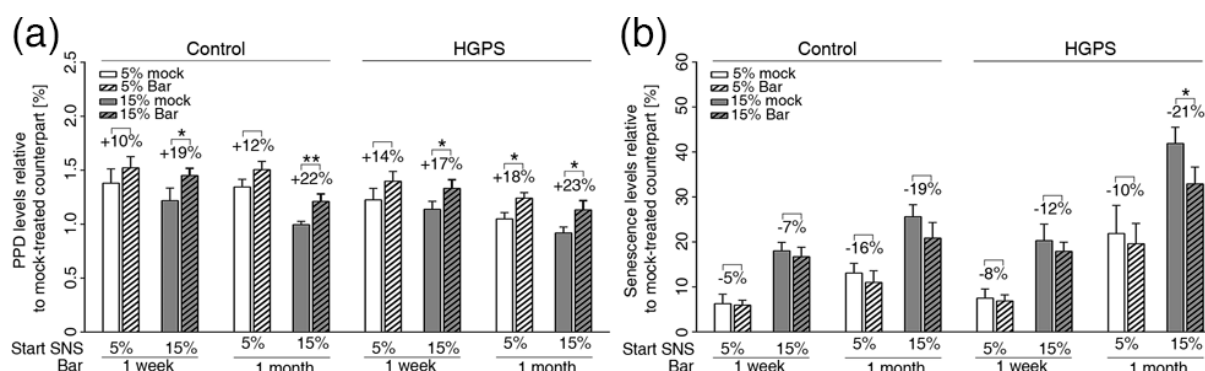 (a)
Control
HGPS
PPD levels relative
to mock-treated counterpart [%]
2.5
2.0
1.5
1.0
0.5
0
5% mock
5% Bar
15% mock
15% Bar
+10%
*
+19%
+12%
**
+22%
+14%
*
+17%
*
+18%
*
+23%
Start SNS 5% 15% 5% 15% 5% 15% 5% 15%
Bar 1 week 1 month 1 week 1 month
(b)
Control
HGPS
Senescence levels relative
to mock-treated counterpart [%]
60
50
40
30
20
10
0
5% mock
5% Bar
15% mock
15% Bar
-5%
-7%
-16%
-19%
-8%
-12%
-10%
*
-21%
Start SNS 5% 15% 5% 15% 5% 15% 5% 15%
Bar 1 week 1 month 1 week 1 month